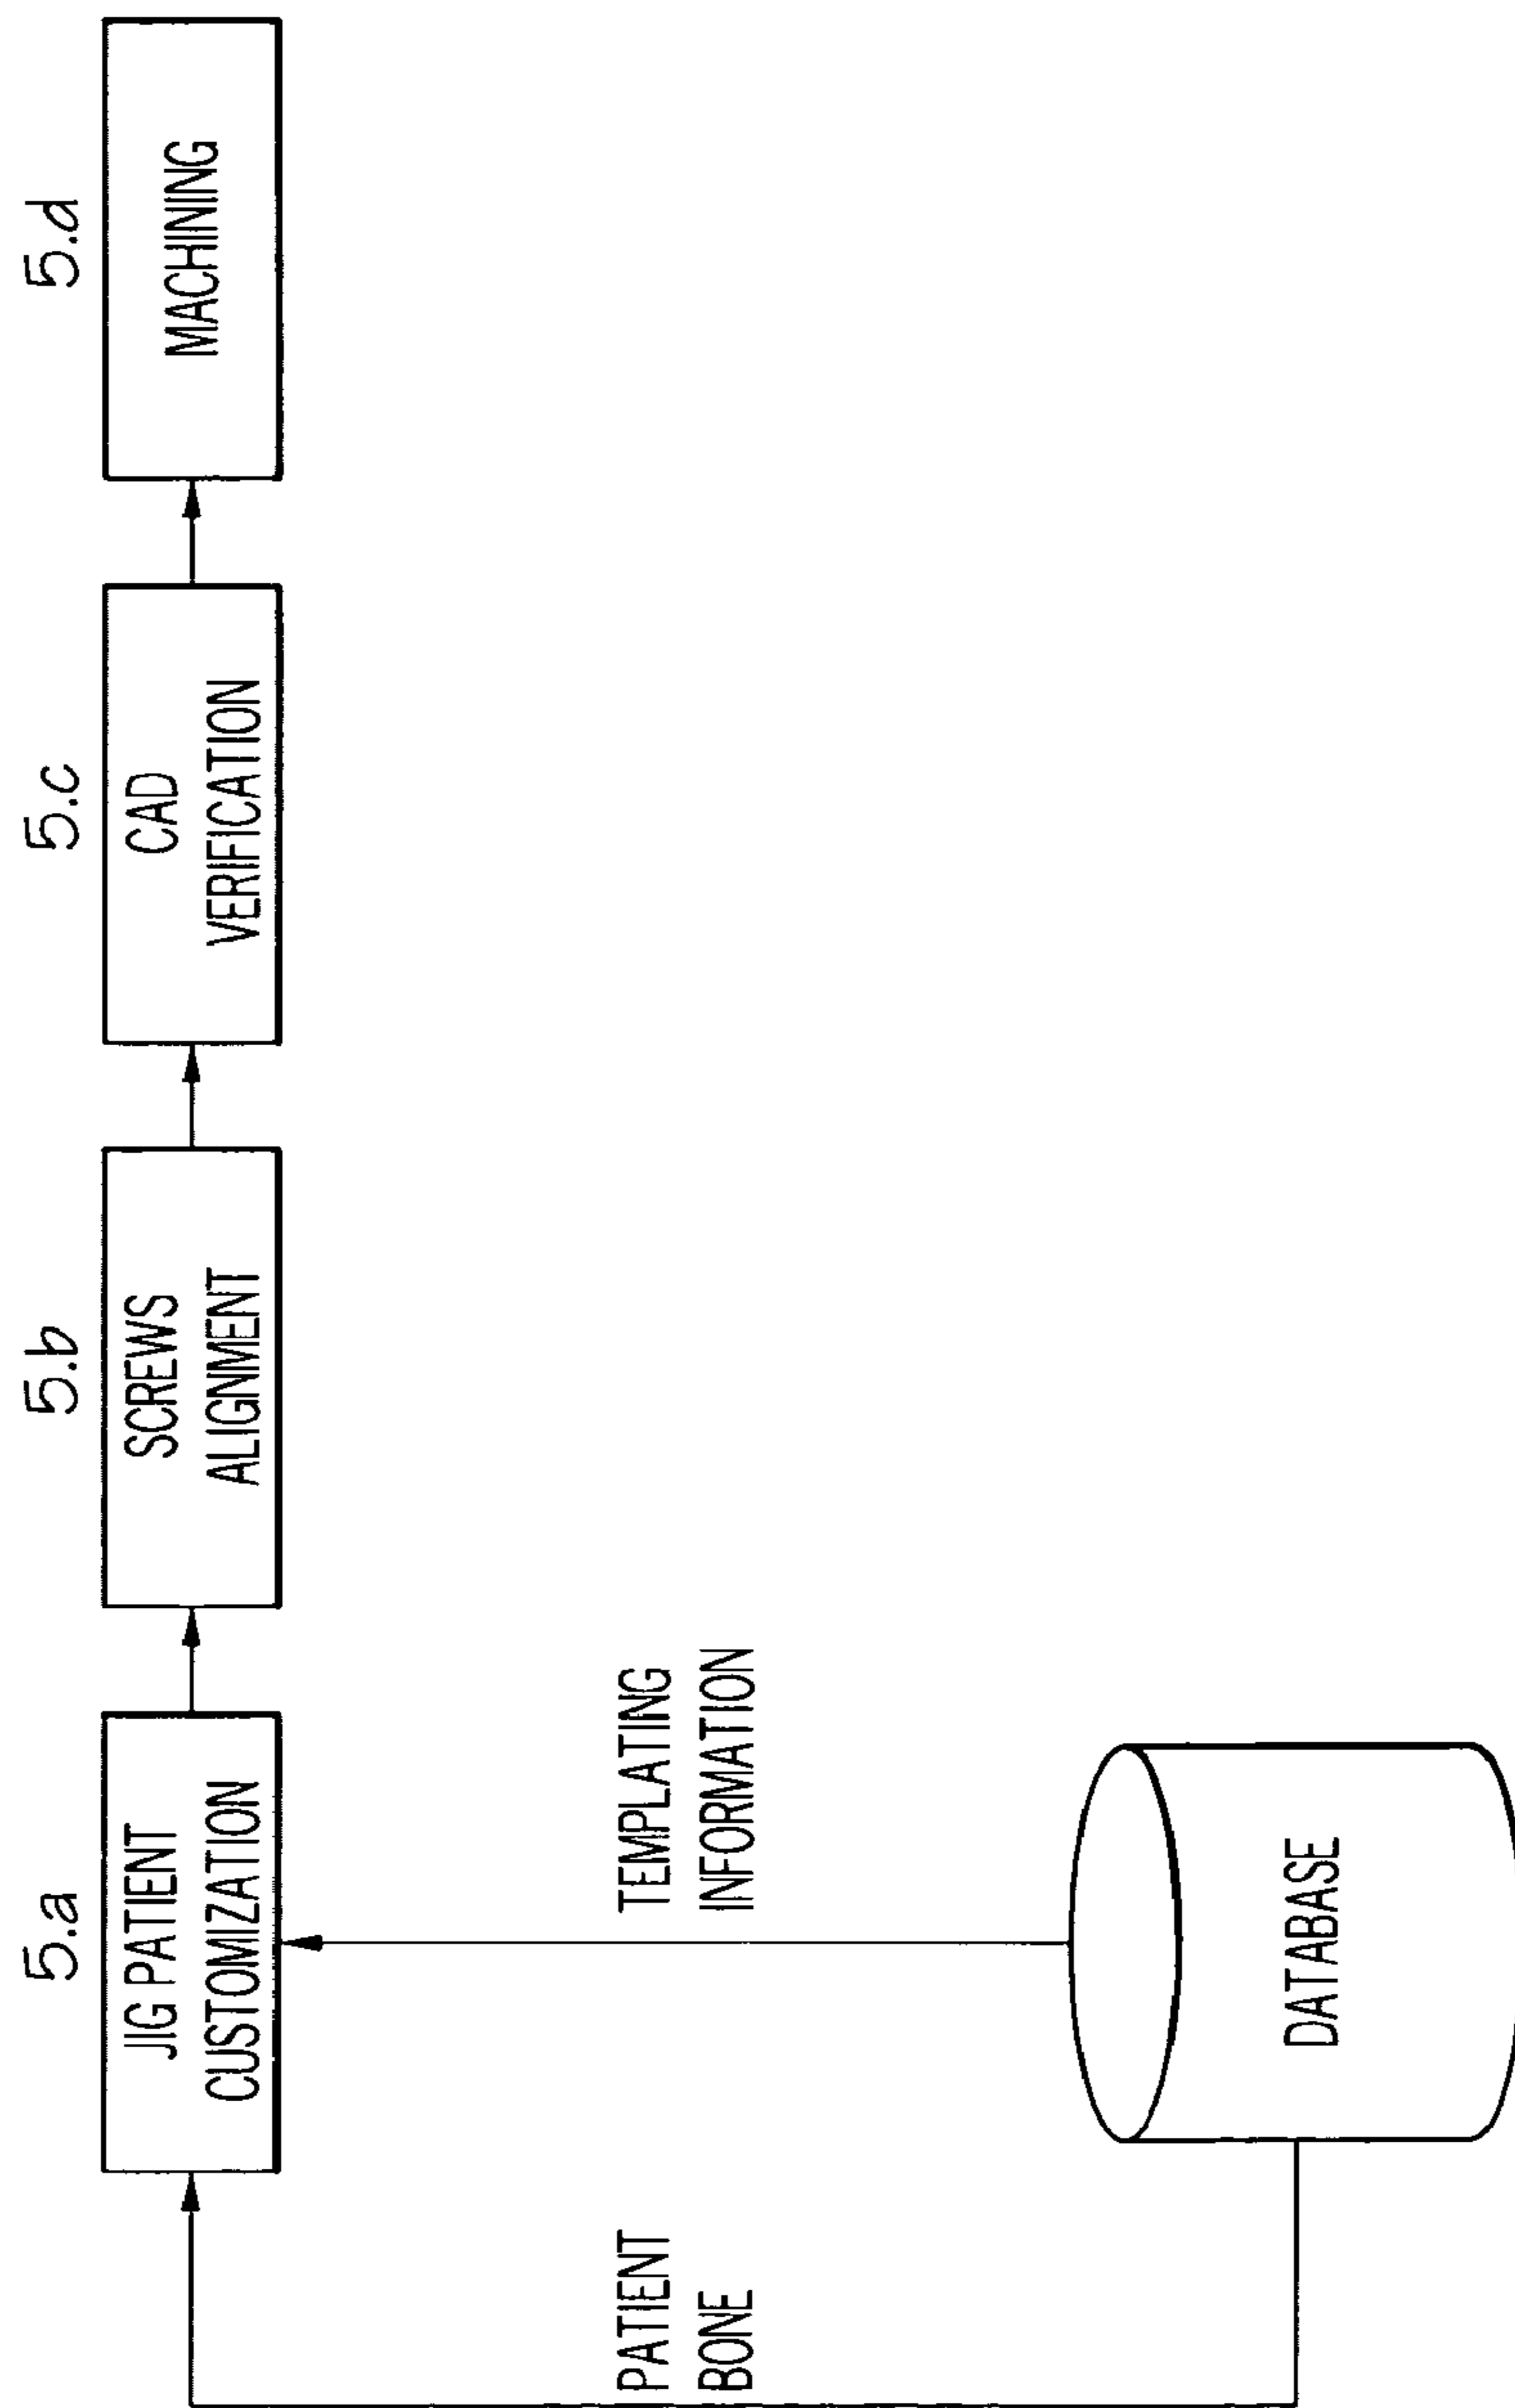 5.a
JIG PATIENT
CUSTOMIZATION
5.b
SCREWS
ALIGNMENT
5.c
CAD
VERIFICATION
5.d
MACHINING
PATIENT
BONE
TEMPLATING
INFORMATION
DATABASE